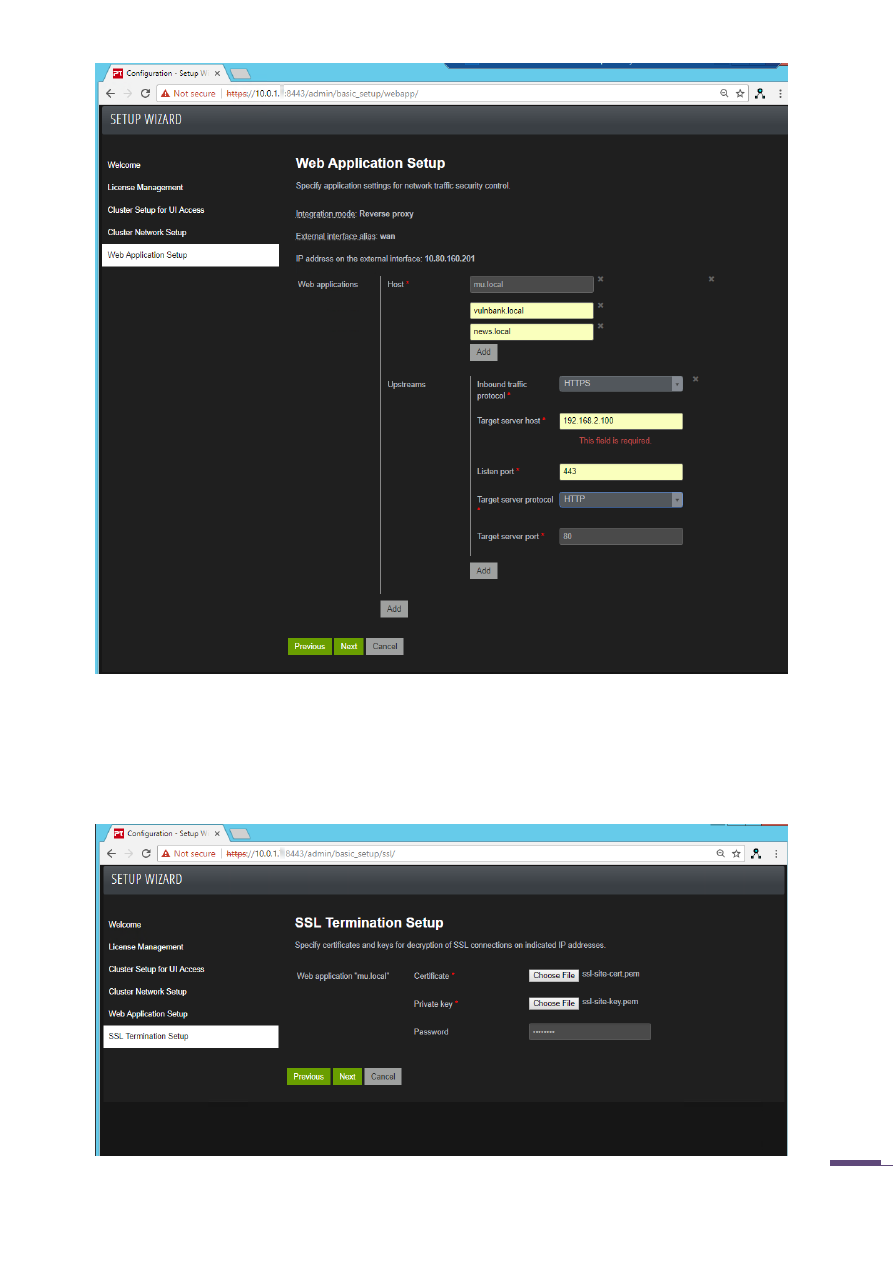 Configuration - Setup W
Not secure https://10.0.1. :8443/admin/basic_setup/webapp/
SETUP WIZARD
Welcome
License Management
Cluster Setup for UI Access
Cluster Network Setup
Web Application Setup
Web Application Setup
Specify application settings for network traffic security control.
Integration mode: Reverse proxy
External interface alias: wan
IP address on the external interface: 10.80.160.201
Web applications
Host *
mu.local
vulnbank.local
news.local
Add
Upstreams
Inbound traffic
protocol *
HTTPS
Target server host *
192.168.2.100
This field is required.
Listen port *
443
Target server protocol
*
HTTP
Target server port *
80
Add
Add
Previous Next Cancel
Configuration - Setup W
Not secure https://10.0.1. :8443/admin/basic_setup/ssl/
SETUP WIZARD
Welcome
License Management
Cluster Setup for UI Access
Cluster Network Setup
Web Application Setup
SSL Termination Setup
SSL Termination Setup
Specify certificates and keys for decryption of SSL connections on indicated IP addresses.
Web application "mu.local"
Certificate *
Choose File ssl-site-cert.pem
Private key *
Choose File ssl-site-key.pem
Password
••••••••
Previous Next Cancel